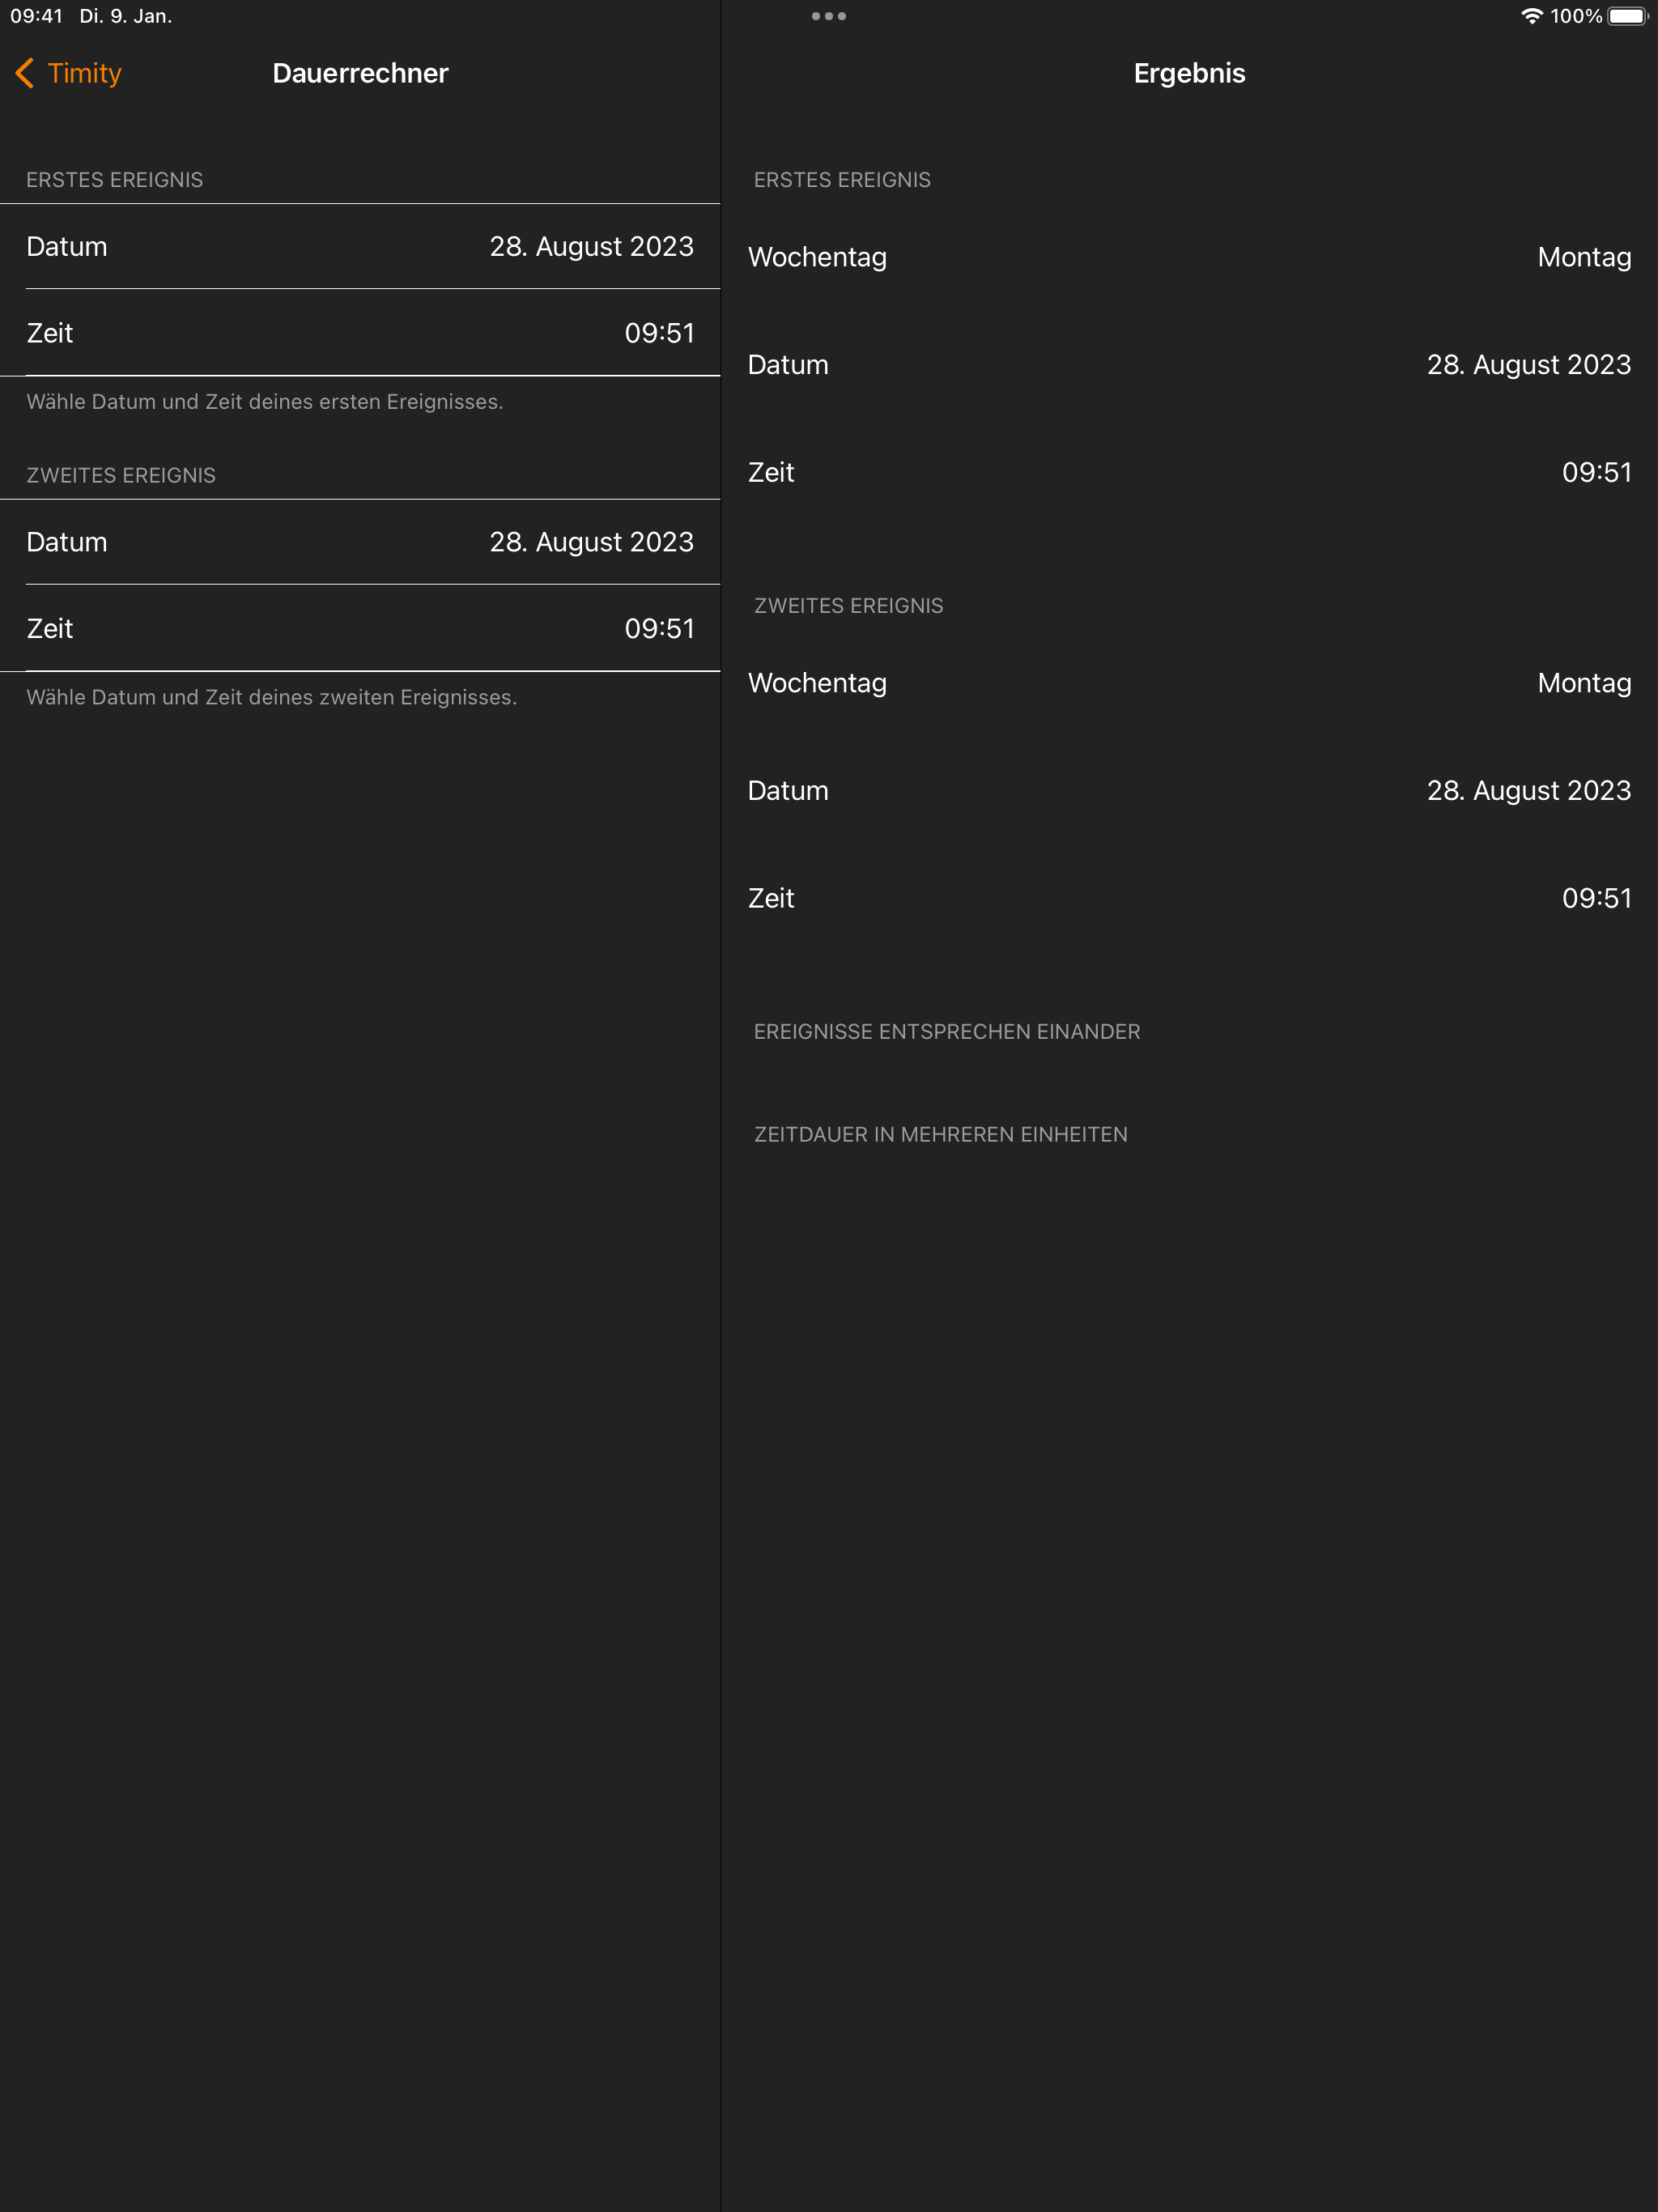 09:41 Di. 9. Jan.
100%
Timity
Dauerrechner
ERSTES EREIGNIS
Datum 28. August 2023
Zeit 09:51
Wähle Datum und Zeit deines ersten Ereignisses.
ZWEITES EREIGNIS
Datum 28. August 2023
Zeit 09:51
Wähle Datum und Zeit deines zweiten Ereignisses.
Ergebnis
ERSTES EREIGNIS
Wochentag Montag
Datum 28. August 2023
Zeit 09:51
ZWEITES EREIGNIS
Wochentag Montag
Datum 28. August 2023
Zeit 09:51
EREIGNISSE ENTSPRECHEN EINANDER
ZEITDAUER IN MEHREREN EINHEITEN